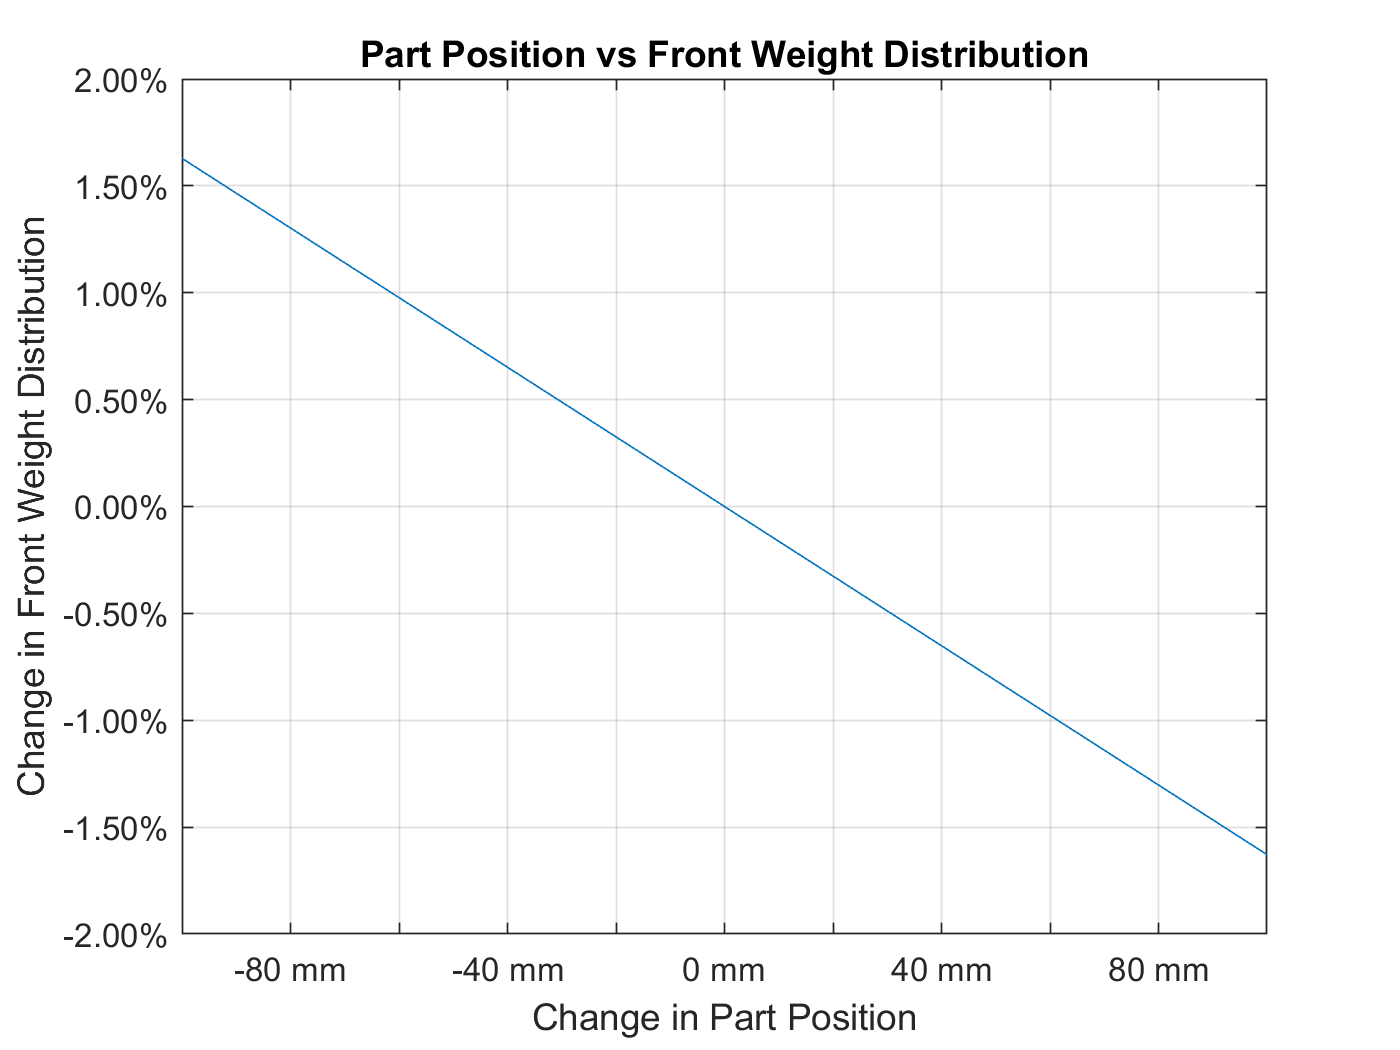 Part Position vs Front Weight Distribution
2.00%
1.50%
1.00%
0.50%
0.00%
-0.50%
-1.00%
-1.50%
-2.00%
Change in Front Weight Distribution
-80 mm
-40 mm
0 mm
40 mm
80 mm
Change in Part Position